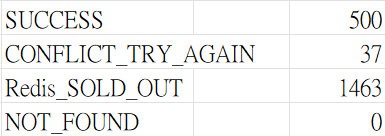 SUCCESS 500
CONFLICT_TRY_AGAIN 37
Redis_SOLD_OUT 1463
NOT_FOUND 0